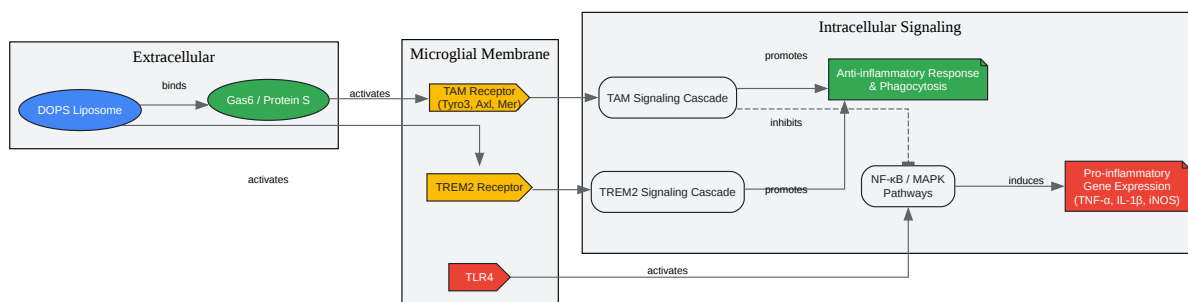 Extracellular
DOPS Liposome
binds
Gas6 / Protein S
activates
activates
Microglial Membrane
TAM Receptor
(Tyro3, Axl, Mer)
TREM2 Receptor
TLR4
Intracellular Signaling
TAM Signaling Cascade
promotes
Anti-inflammatory Response
& Phagocytosis
inhibits
TREM2 Signaling Cascade
promotes
NF-κB / MAPK
Pathways
induces
Pro-inflammatory
Gene Expression
(TNF-α, IL-1β, iNOS)
activates